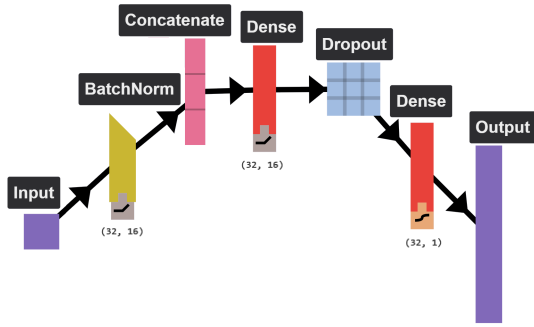 Input
BatchNorm
(32, 16)
Concatenate
Dense
(32, 16)
Dropout
Dense
(32, 1)
Output